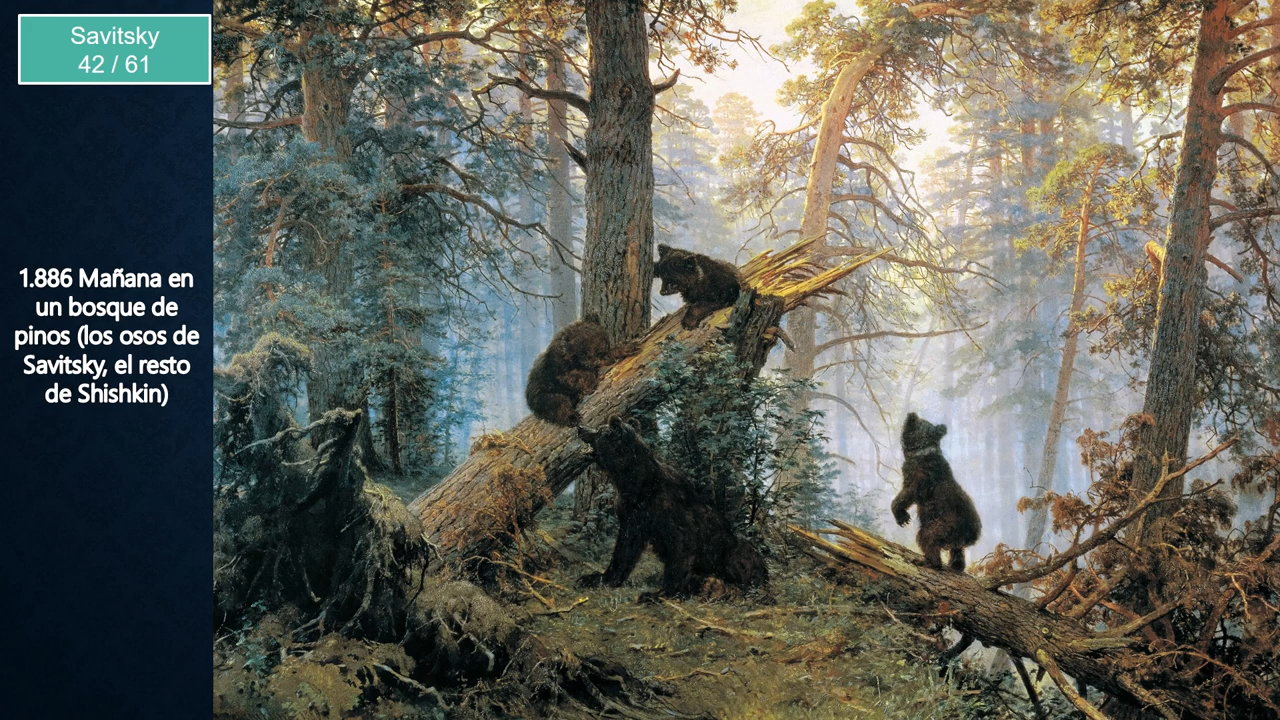 Savitsky
42 / 61
1.886 Mañana en
un bosque de
pinos (los osos de
Savitsky, el resto
de Shishkin)